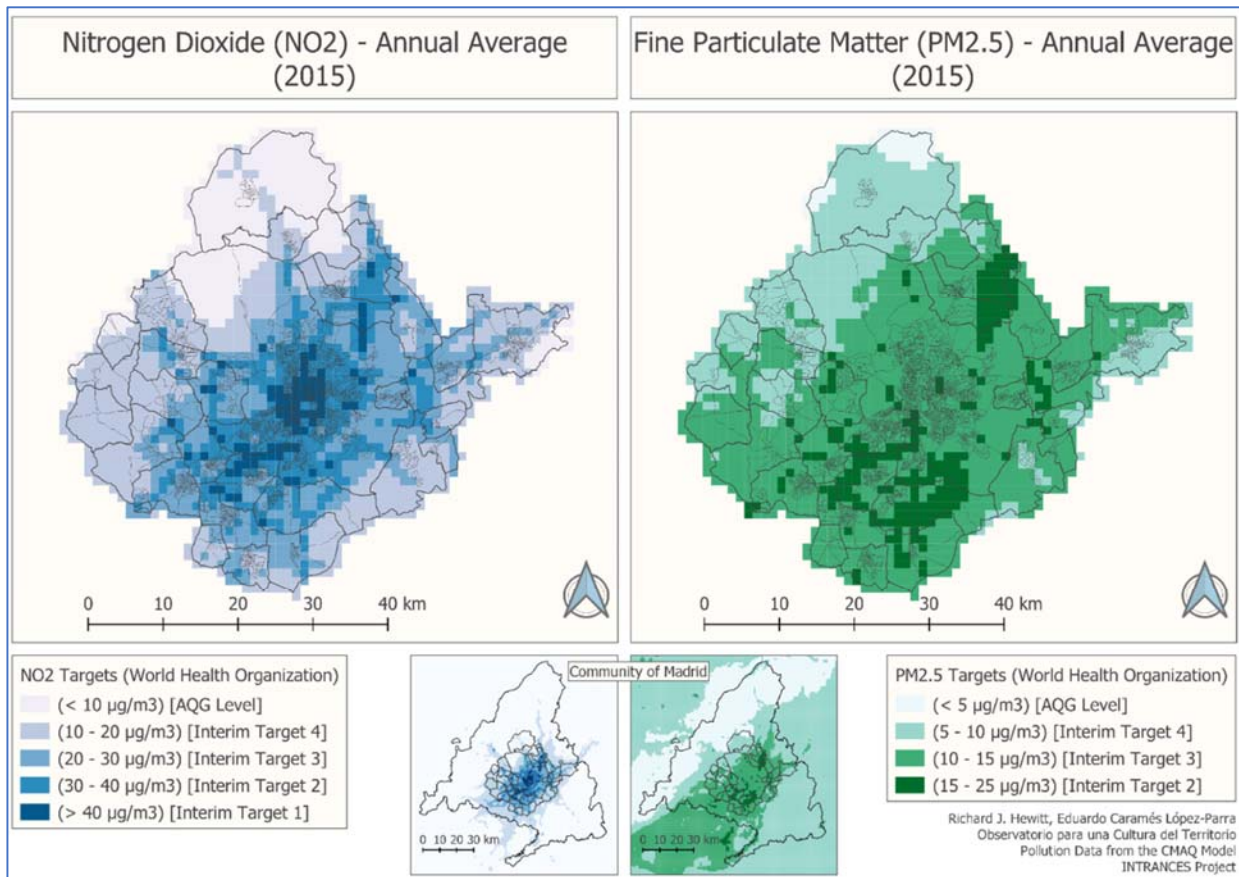 Nitrogen Dioxide (NO2) - Annual Average
(2015)
Fine Particulate Matter (PM2.5) - Annual Average
(2015)
0 10 20 30 40 km
0 10 20 30 40 km
NO2 Targets (World Health Organization)
(< 10 µg/m3) [AQG Level]
(10 - 20 µg/m3) [Interim Target 4]
(20 - 30 µg/m3) [Interim Target 3]
(30 - 40 µg/m3) [Interim Target 2]
(> 40 µg/m3) [Interim Target 1]
Community of Madrid
0 10 20 30 km
0 10 20 30 km
PM2.5 Targets (World Health Organization)
(< 5 µg/m3) [AQG Level]
(5 - 10 µg/m3) [Interim Target 4]
(10 - 15 µg/m3) [Interim Target 3]
(15 - 25 µg/m3) [Interim Target 2]
Richard J. Hewitt, Eduardo Caramés López-Parra
Observatorio para una Cultura del Territorio
Pollution Data from the CMAQ Model
INTRANCES Project